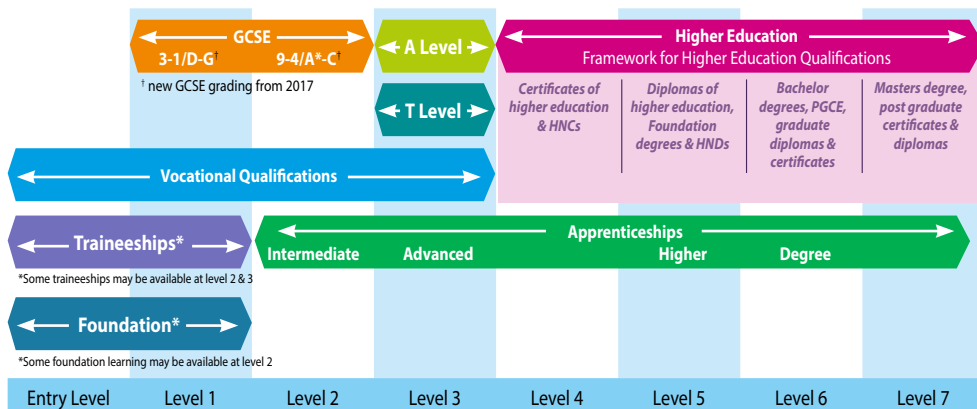 GCSE
3-1/D-G†
9-4/A*-C†
† new GCSE grading from 2017
A Level
T Level
Higher Education
Framework for Higher Education Qualifications
Certificates of
higher education
& HNCs
Diplomas of
higher education,
Foundation
degrees & HNDs
Bachelor
degrees, PGCE,
graduate
diplomas &
certificates
Masters degree,
post graduate
certificates &
diplomas
Vocational Qualifications
Traineeships*
*Some traineeships may be available at level 2 & 3
Apprenticeships
Intermediate
Advanced
Higher
Degree
Foundation*
*Some foundation learning may be available at level 2
Entry Level
Level 1
Level 2
Level 3
Level 4
Level 5
Level 6
Level 7